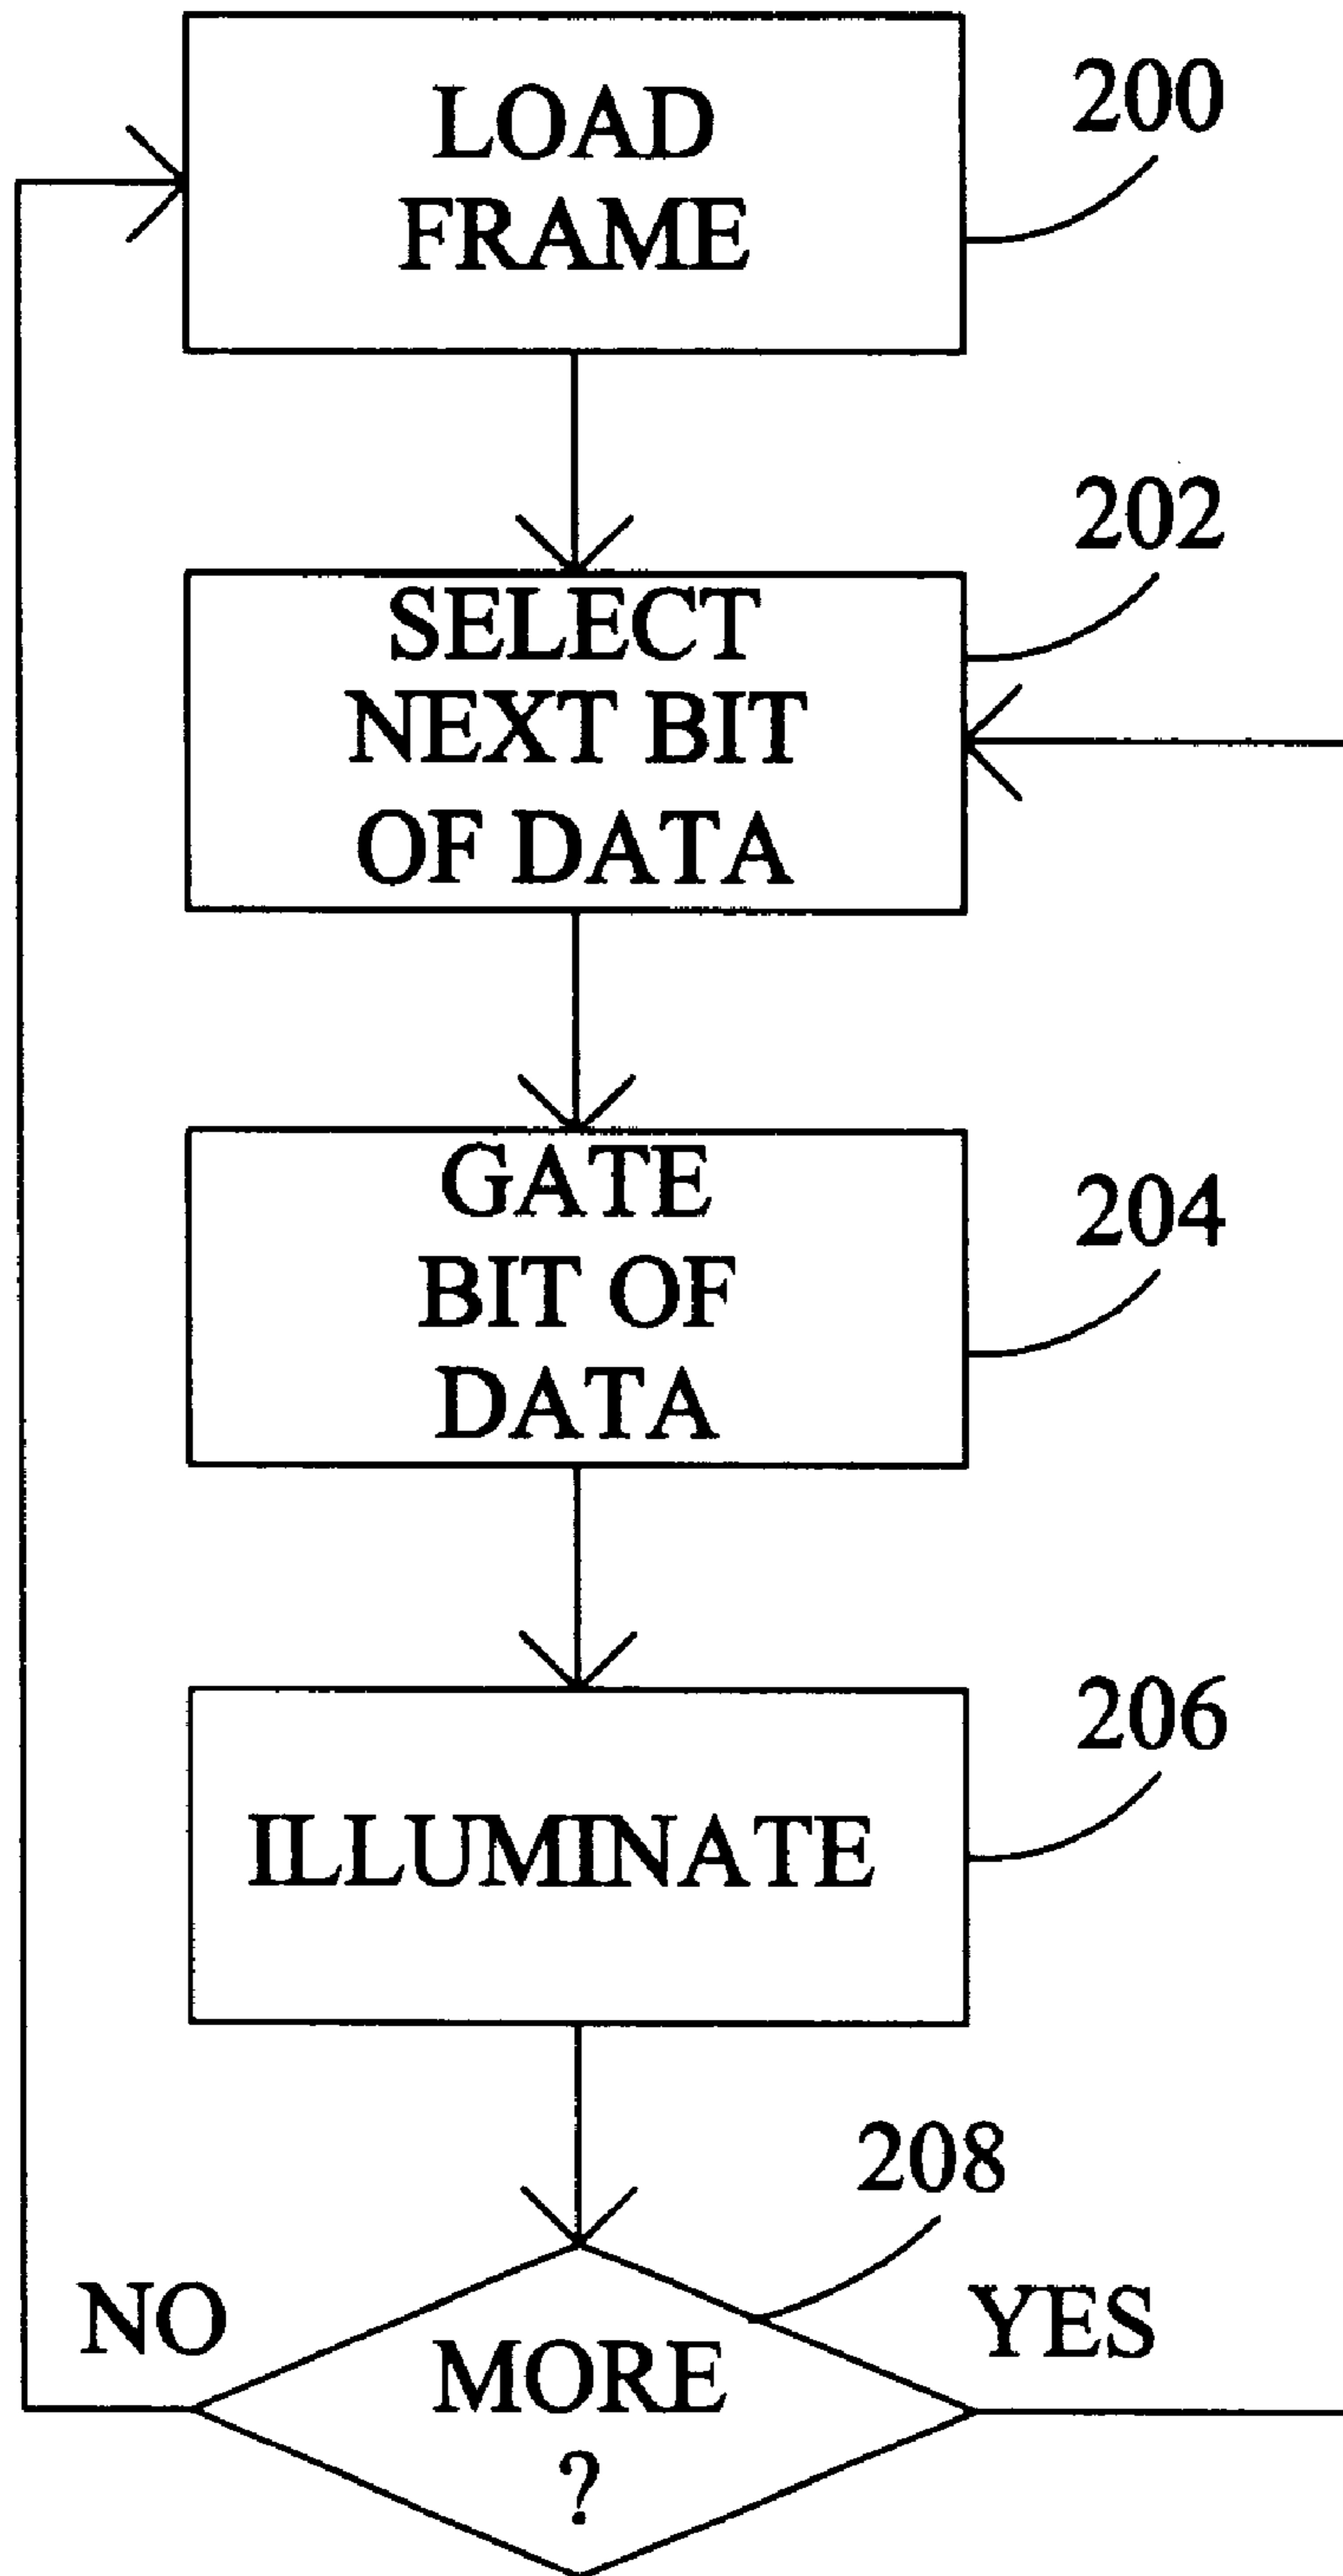 LOAD
FRAME
200
SELECT
NEXT BIT
OF DATA
202
GATE
BIT OF
DATA
204
ILLUMINATE
206
208
NO
MORE
?
YES